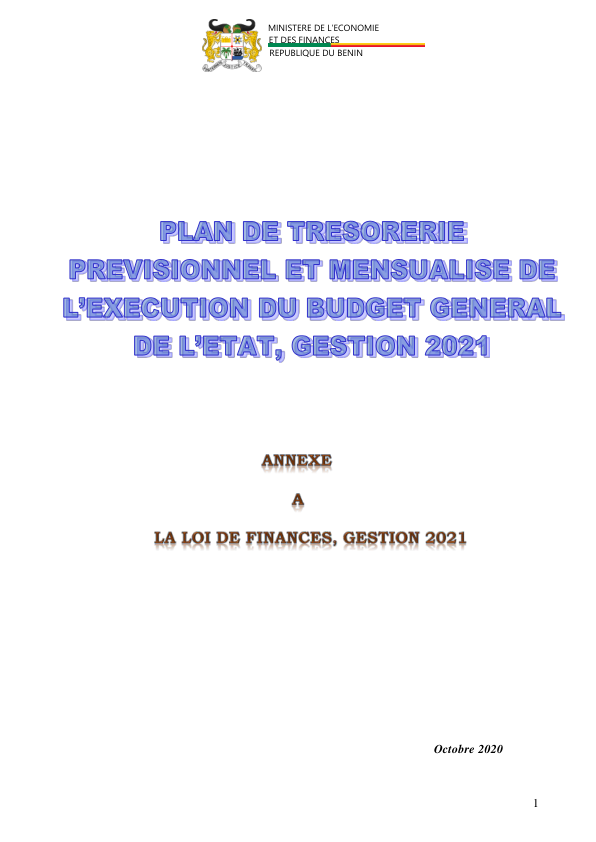 MINISTERE DE L'ECONOMIE
ET DES FINANCES
REPUBLIQUE DU BENIN
PLAN DE TRESORERIE
PREVISIONNEL ET MENSUALISE DE
L’EXECUTION DU BUDGET GENERAL
DE L’ETAT, GESTION 2021
ANNEXE
A
LA LOI DE FINANCES, GESTION 2021
Octobre 2020
1